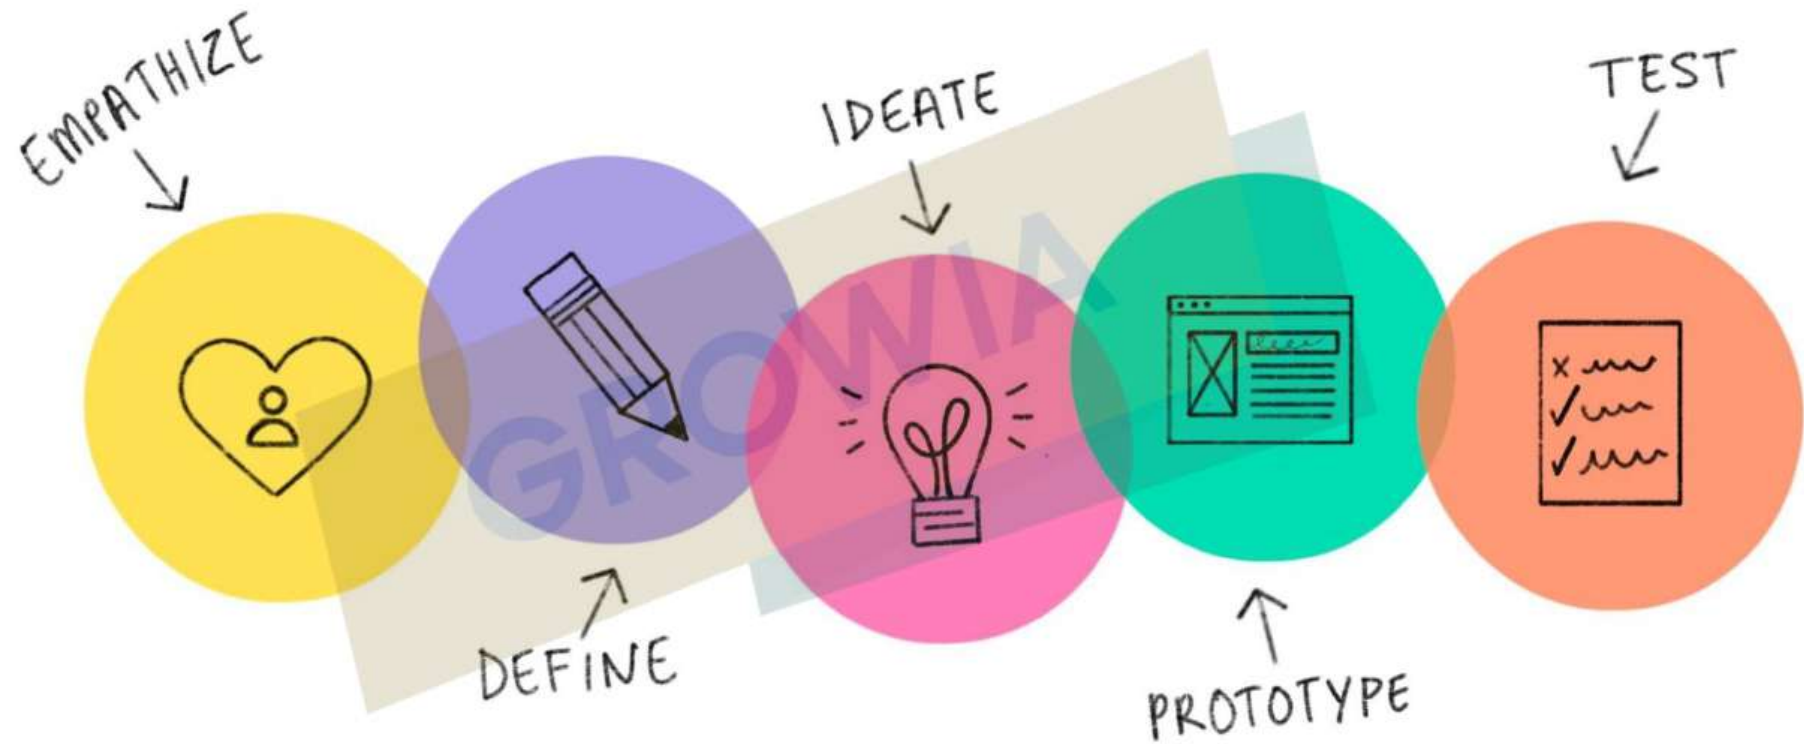 EMPATHIZE
DEFINE
IDEATE
PROTOTYPE
TEST
GROWIA